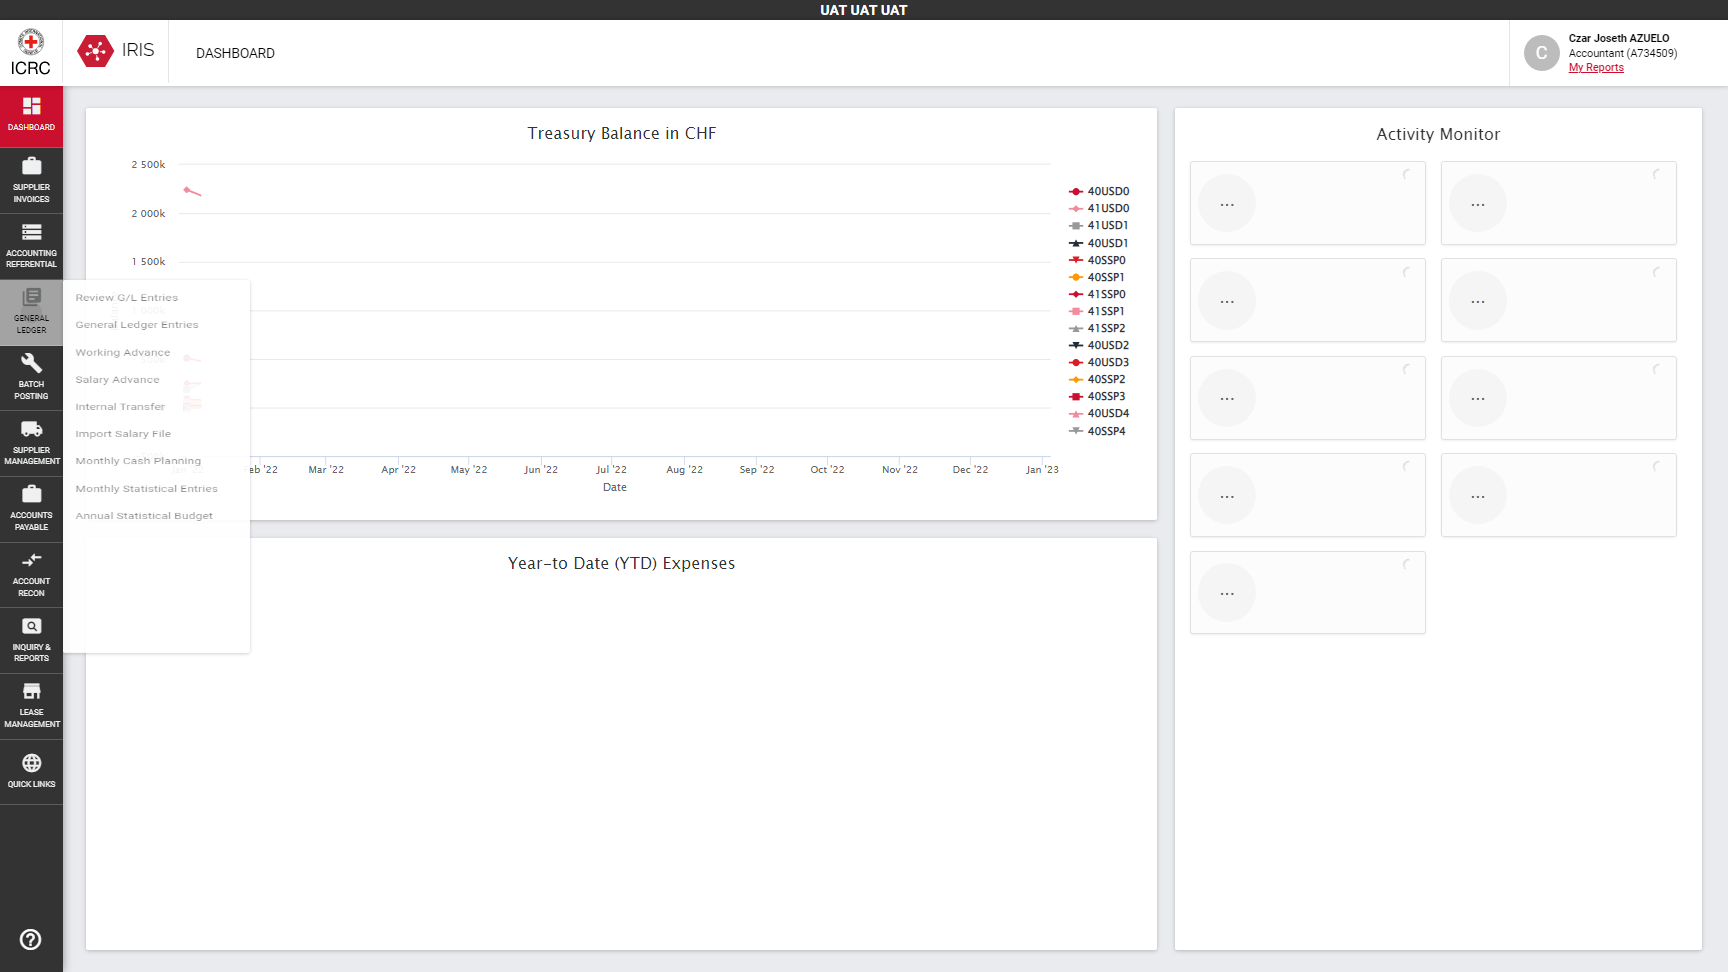 UAT UAT UAT
ICRC
IRIS
DASHBOARD
Czar Joseth AZUELO
Accountant (A734509)
My Reports
DASHBOARD
SUPPLIER
INVOICES
ACCOUNTING
REFERENTIAL
GENERAL
LEDGER
BATCH
POSTING
SUPPLIER
MANAGEMENT
ACCOUNTS
PAYABLE
ACCOUNT
RECON
INQUIRY &
REPORTS
LEASE
MANAGEMENT
QUICK LINKS
Review G/L Entries
General Ledger Entries
Working Advance
Salary Advance
Internal Transfer
Import Salary File
Monthly Cash Planning
Monthly Statistical Entries
Annual Statistical Budget
Treasury Balance in CHF
2 500k
2 000k
1 500k
eb '22
Mar '22
Apr '22
May '22
Jun '22
Jul '22
Aug '22
Sep '22
Oct '22
Nov '22
Dec '22
Jan '23
Date
40USD0
41USD0
41USD1
40USD1
40SSP0
40SSP1
41SSP0
41SSP1
41SSP2
40USD2
40USD3
40SSP2
40SSP3
40USD4
40SSP4
Year-to Date (YTD) Expenses
Activity Monitor
...
...
...
...
...
...
...
...
...
C